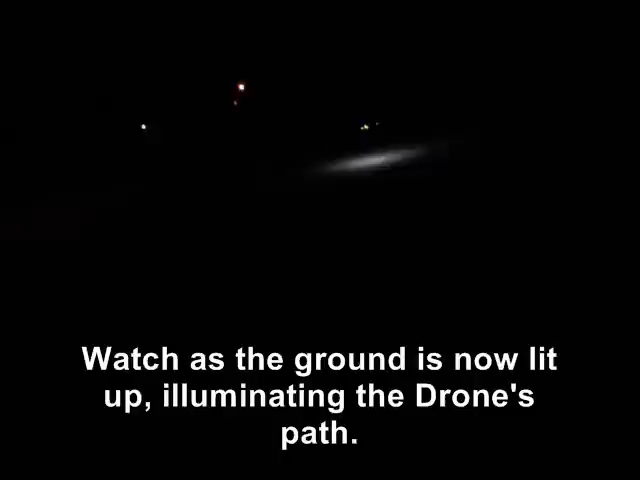 Watch as the ground is now lit
up, illuminating the Drone's
path.